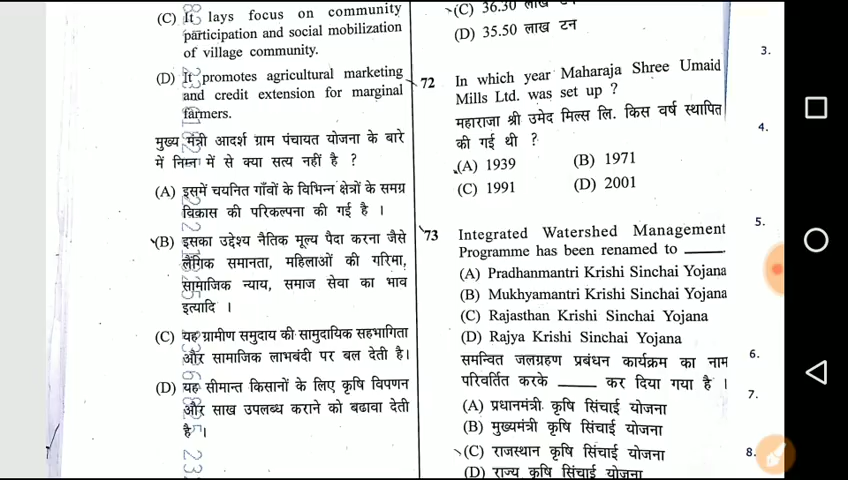 (C) It lays focus on community
participation and social mobilization
of village community.
(D) It promotes agricultural marketing
and credit extension for marginal
farmers.
मुख्य मंत्री आदर्श ग्राम पंचायत योजना के बारे
में निम्न में से क्या सत्य नहीं है ?
(A) इसमें चयनित गाँवों के विभिन्न क्षेत्रों के समग्र
विकास की परिकल्पना की गई है ।
(B) इसका उद्देश्य नैतिक मूल्य पैदा करना जैसे
लैंगिक समानता, महिलाओं की गरिमा,
सामाजिक न्याय, समाज सेवा का भाव
इत्यादि ।
(C) यह ग्रामीण समुदाय की सामुदायिक सहभागिता
और सामाजिक लाभबंदी पर बल देती है।
(D) यह सीमान्त किसानों के लिए कृषि विपणन
और साख उपलब्ध कराने को बढावा देती
है ।
(C) 36.30 लाख टन
(D) 35.50 लाख टन
72 In which year Maharaja Shree Umaid
Mills Ltd. was set up ?
महाराजा श्री उमेद मिल्स लि. किस वर्ष स्थापित
की गई थी ?
(A) 1939 (B) 1971
(C) 1991 (D) 2001
73 Integrated Watershed Management
Programme has been renamed to ____.
(A) Pradhanmantri Krishi Sinchai Yojana
(B) Mukhyamantri Krishi Sinchai Yojana
(C) Rajasthan Krishi Sinchai Yojana
(D) Rajya Krishi Sinchai Yojana
समन्वित जलग्रहण प्रबंधन कार्यक्रम का नाम
परिवर्तित करके ____ कर दिया गया है ।
(A) प्रधानमंत्री कृषि सिंचाई योजना
(B) मुख्यमंत्री कृषि सिंचाई योजना
(C) राजस्थान कृषि सिंचाई योजना
(D) राज्य कृषि सिंचाई योजना
3.
4.
5.
6.
7.
8.